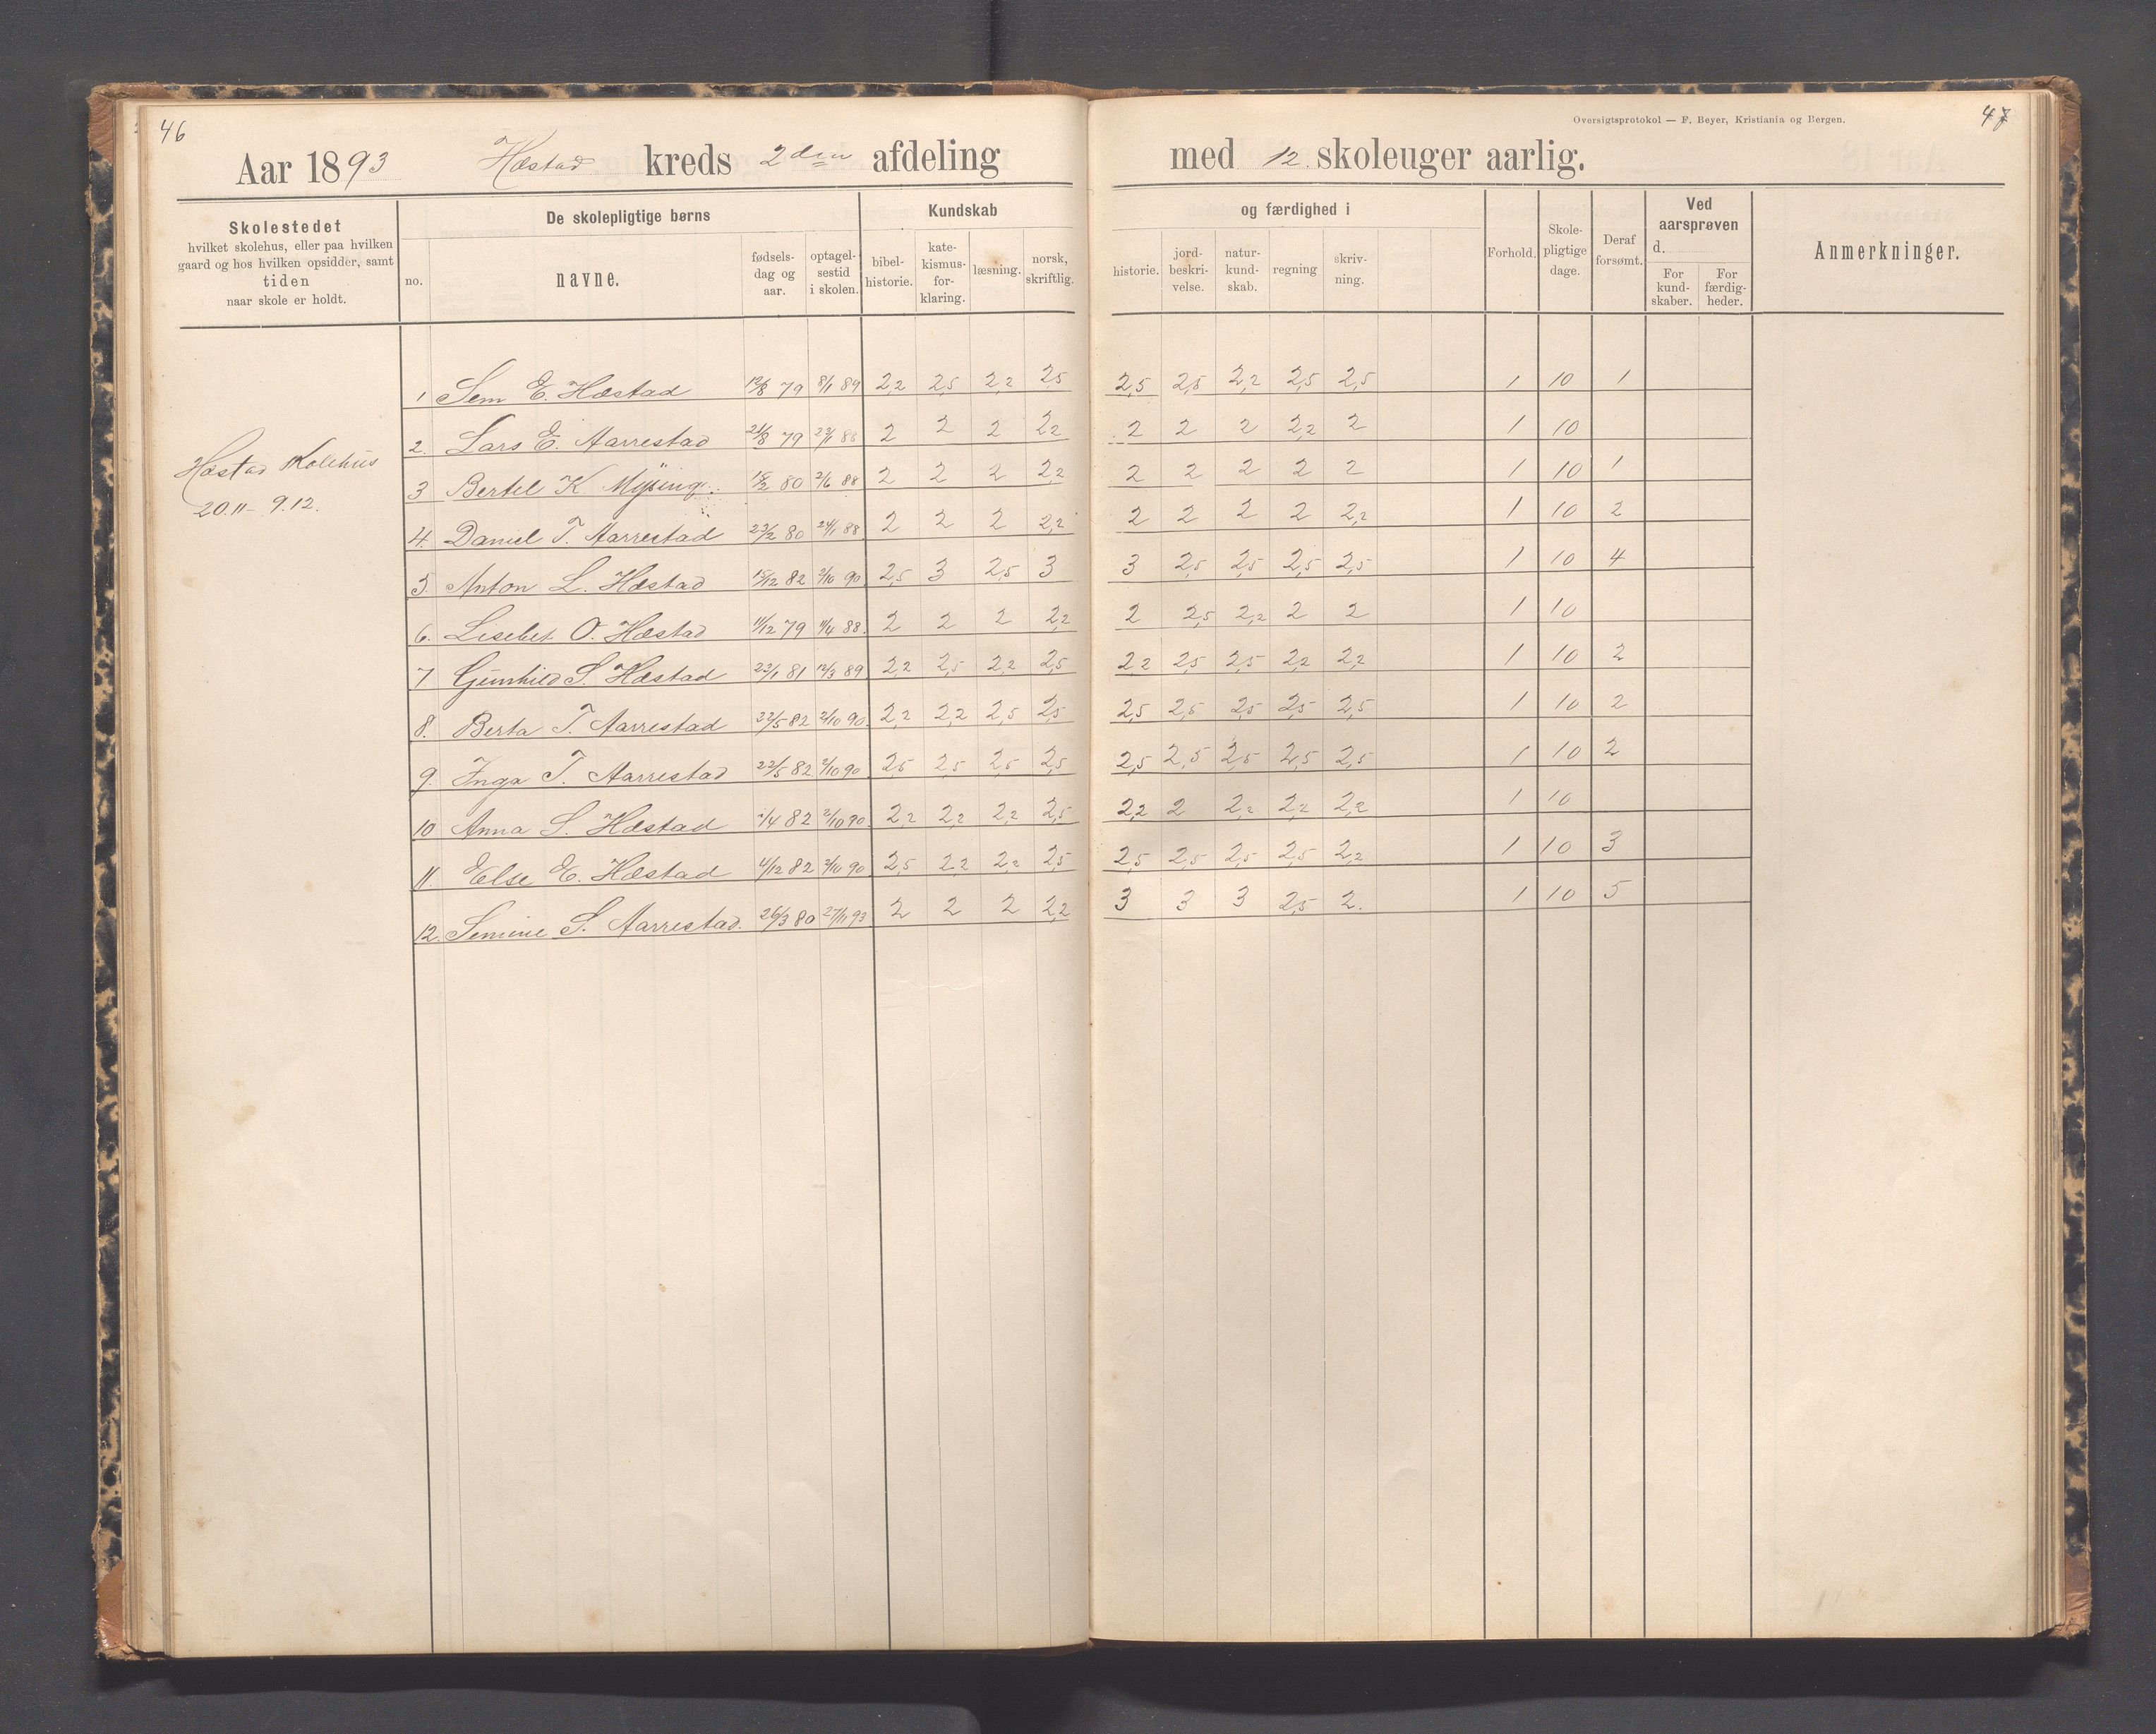 46
Aar 1893 Hæstad kreds 2den afdeling
Skolestedet
hvilket skolehus, eller paa hvilken
gaard og hos hvilken opsidder, samt
tiden
naar skole er holdt.
De skolepligtige børns
no. navne. fødsels-dag og aar. optagel-sestid i skolen.
Kundskab
bibel-historie. kate-kismus-for-klaring. læsning. norsk, skriftlig.
Oversigtsprotokol — F. Beyer, Kristiania og Bergen.
47
med 12. skoleuger aarlig.
og færdighed i
historie. jord-beskri-velse. natur-kund-skab. regning skriv-ning.
Forhold. Skole-pligtige dage. Deraf forsømt.
Ved aarsprøven
d.
For kund-skaber. For færdig-heder.
Anmerkninger.
Hæstad Skolehus
20.11 - 9.12.
1 Sem E. Hæstad 12/8 79 8/1 89 2,2 2,5 2,2 2,5 2,5 2,5 2,2 2,5 2,5 1 10 1
2. Lars E. Aarrestad 21/8 79 23/1 88 2 2 2 2,2 2 2 2 2,2 2 1 10
3 Bertel K 80 2/6 88 2 2 2 2,2 2 2 2 2 2 1 10 1
4. Daniel T. Aarrestad 23/2 80 24/1 88 2 2 2 2,2 2 2 2 2 2,2 1 10 2
5. Anton L. Hæstad 15/12 82 2/10 90 2,5 3 2,5 3 3 2,5 2,5 2,5 2,5 1 10 4
6. Lisebet O. Hæstad 11/12 79 11/4 88. 2 2 2 2,2 2 2,5 2,2 2 2 1 10
7 Gunhild S. Hæstad 23/1 81 12/3 89 2,2 2,5 2,2 2,5 2,2 2,5 2,5 2,2 2,2 1 10 2
8. Berta T. Aarrestad 22/5 82 2/10 90. 2,2 2,2 2,5 2,5 2,5 2,5 2,5 2,5 2,5 1 10 2
9. Inga T. Aarrestad 22/5 82 2/10 90 2,5 2,5 2,5 2,5 2,5 2,5 2,5 2,5 2,5 1 10 2
10 Anna S. Hæstad /4 82 2/10 90. 2,2 2,2 2,2 2,5 2,2 2 2,2 2,2 2,2 1 10
11. Else E. Hæstad 4/12 82 2/10 90 2,5 2,2 2,2 2,5 2,5 2,5 2,5 2,5 2,2 1 10 3
12. Semine S. Aarrestad. 26/3 80 27/11 93 2 2 2 2,2 3 3 3 2,5 2. 1 10 5